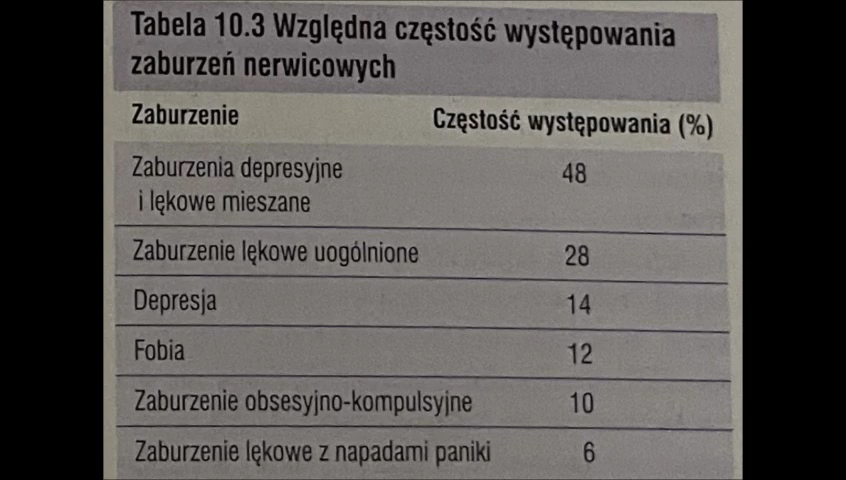 Tabela 10.3 Względna częstość występowania
zaburzeń nerwicowych
Zaburzenie Częstość występowania (%)
Zaburzenia depresyjne 48
i lękowe mieszane
Zaburzenie lękowe uogólnione 28
Depresja 14
Fobia 12
Zaburzenie obsesyjno-kompulsyjne 10
Zaburzenie lękowe z napadami paniki 6